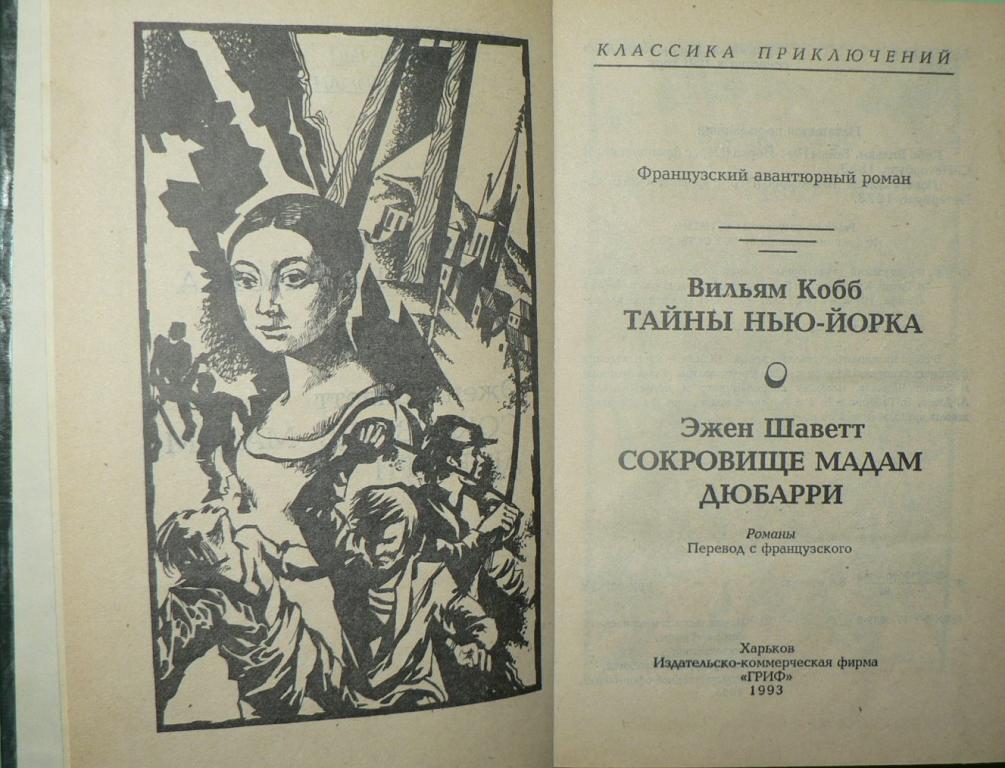 КЛАССИКА ПРИКЛЮЧЕНИЙ
Французский авантюрный роман
Вильям Кобб
ТАЙНЫ НЬЮ-ЙОРКА
Эжен Шаветт
СОКРОВИЩЕ МАДАМ
ДЮБАРРИ
Романы
Перевод с французского
Харьков
Издательско-коммерческая фирма
«ГРИФ»
1993